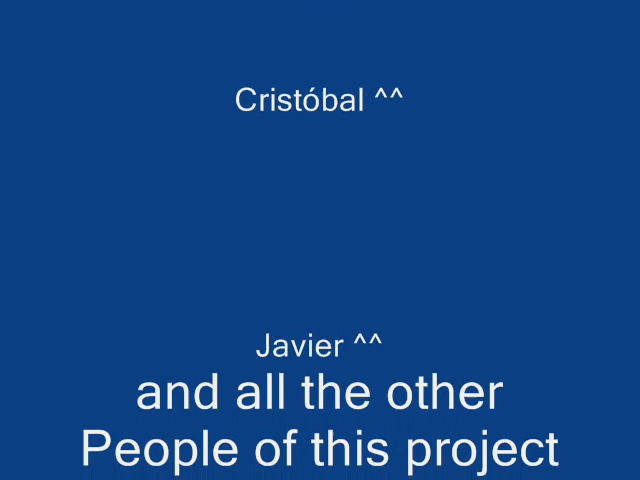 Cristóbal ^^
Javier ^^
and all the other
People of this project